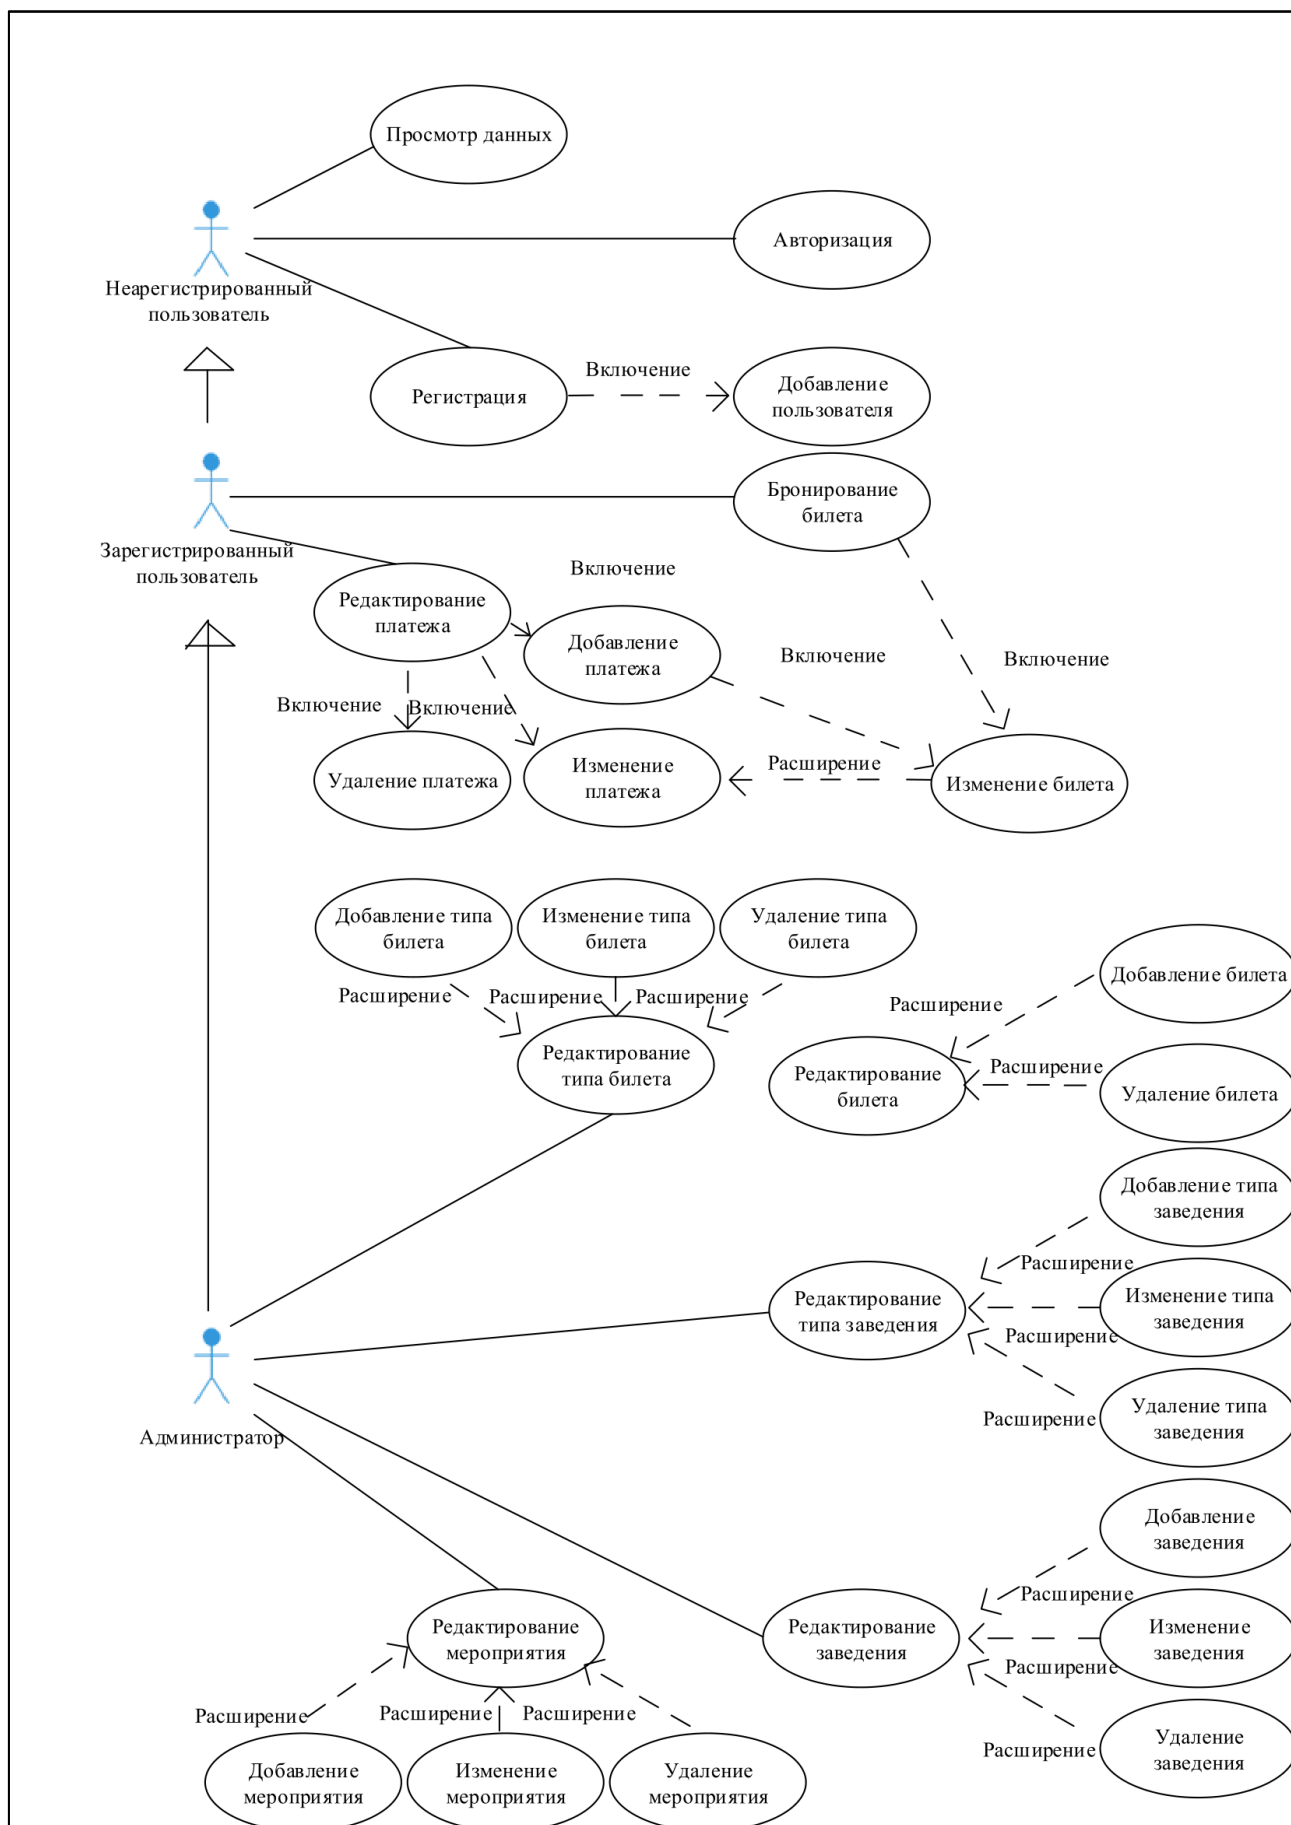 Просмотр данных
Авторизация
Неарегистрированный
пользователь
Регистрация
Включение
Добавление
пользователя
Бронирование
билета
Зарегистрированный
пользователь
Редактирование
платежа
Включение
Добавление
платежа
Включение
Включение
Включение
Включение
Удаление платежа
Изменение
платежа
Расширение
Изменение билета
Добавление типа
билета
Изменение типа
билета
Удаление типа
билета
Расширение
Расширение
Расширение
Редактирование
типа билета
Добавление билета
Расширение
Редактирование
билета
Расширение
Удаление билета
Добавление типа
заведения
Расширение
Редактирование
типа заведения
Изменение типа
заведения
Расширение
Удаление типа
заведения
Расширение
Администратор
Добавление
заведения
Расширение
Редактирование
заведения
Изменение
заведения
Расширение
Удаление
заведения
Расширение
Редактирование
мероприятия
Расширение
Расширение
Расширение
Добавление
мероприятия
Изменение
мероприятия
Удаление
мероприятия